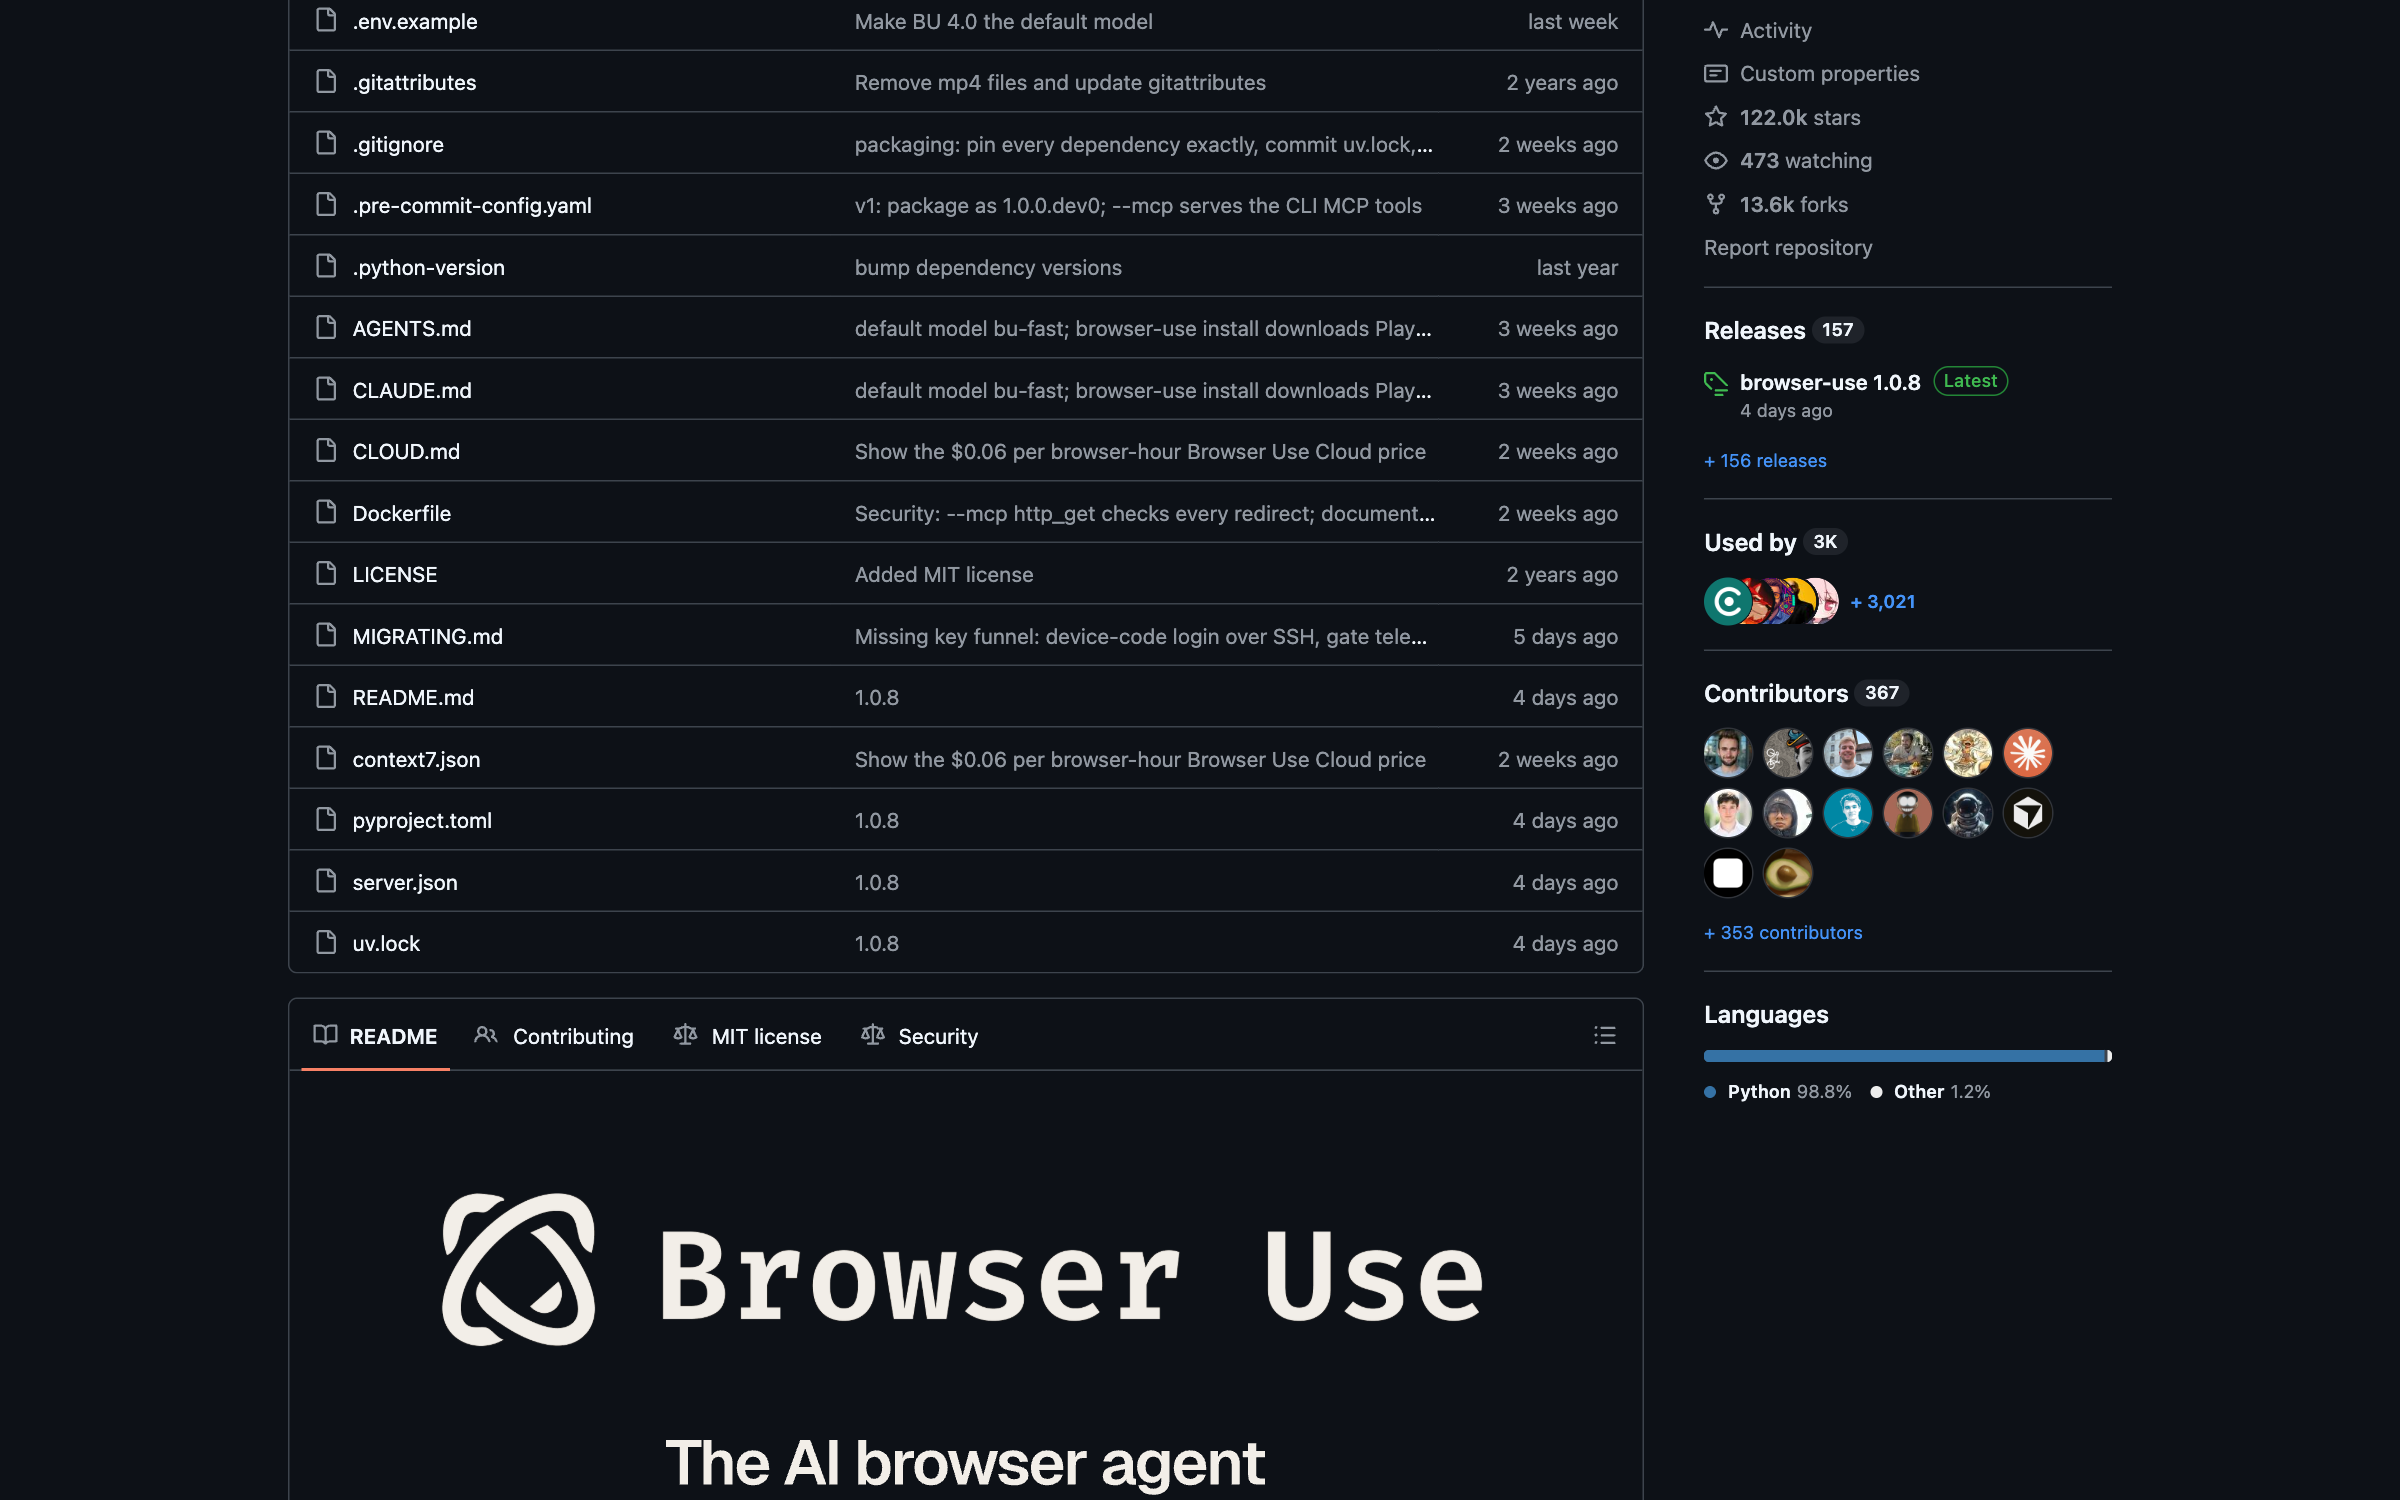 .env.example Make BU 4.0 the default model last week
.gitattributes Remove mp4 files and update gitattributes 2 years ago
.gitignore packaging: pin every dependency exactly, commit uv.lock,... 2 weeks ago
.pre-commit-config.yaml v1: package as 1.0.0.dev0; --mcp serves the CLI MCP tools 3 weeks ago
.python-version bump dependency versions last year
AGENTS.md default model bu-fast; browser-use install downloads Play... 3 weeks ago
CLAUDE.md default model bu-fast; browser-use install downloads Play... 3 weeks ago
CLOUD.md Show the $0.06 per browser-hour Browser Use Cloud price 2 weeks ago
Dockerfile Security: --mcp http_get checks every redirect; document... 2 weeks ago
LICENSE Added MIT license 2 years ago
MIGRATING.md Missing key funnel: device-code login over SSH, gate tele... 5 days ago
README.md 1.0.8 4 days ago
context7.json Show the $0.06 per browser-hour Browser Use Cloud price 2 weeks ago
pyproject.toml 1.0.8 4 days ago
server.json 1.0.8 4 days ago
uv.lock 1.0.8 4 days ago
README Contributing MIT license Security
Browser Use
The AI browser agent
Activity
Custom properties
122.0k stars
473 watching
13.6k forks
Report repository
Releases 157
browser-use 1.0.8 Latest
4 days ago
+ 156 releases
Used by 3K
+ 3,021
Contributors 367
+ 353 contributors
Languages
Python 98.8% Other 1.2%